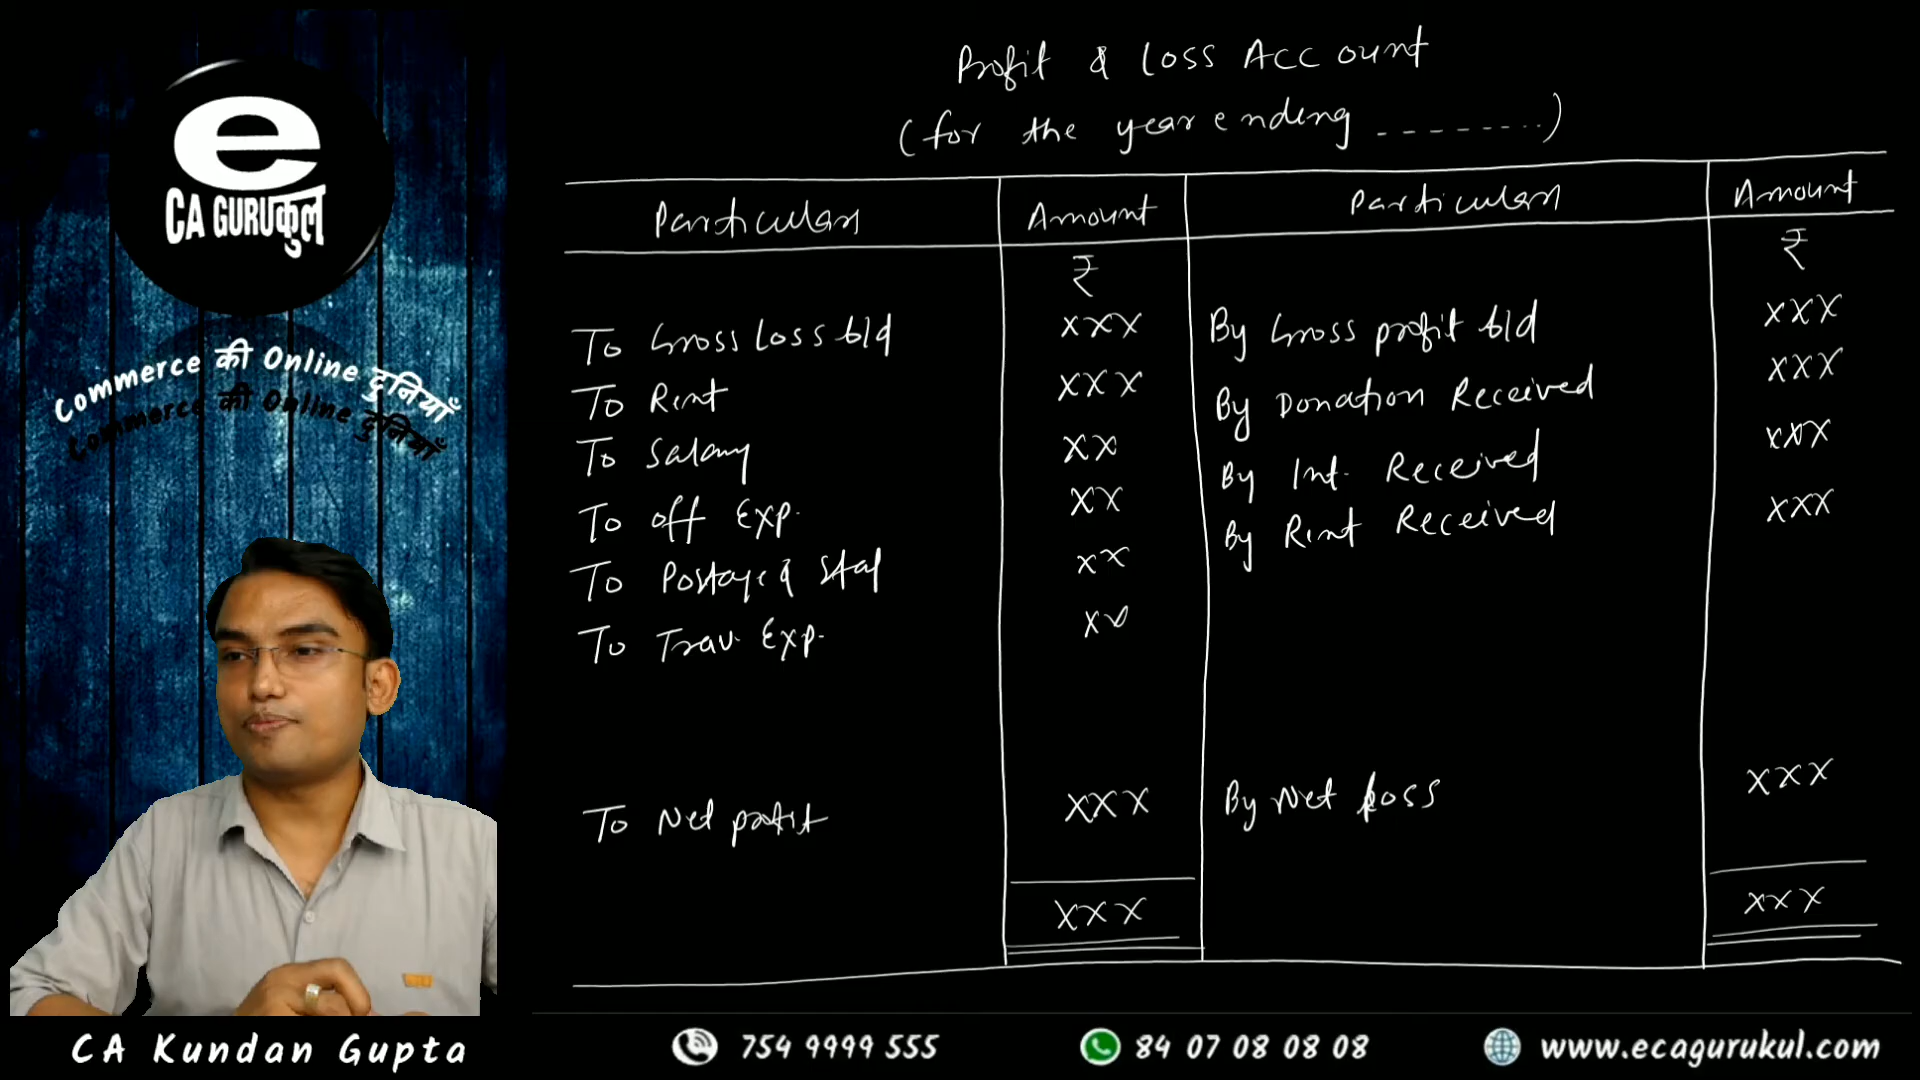 e
CA GURUकुल
Commerce की Online दुनियाँ
Profit & Loss Account
(for the year ending --------)
Particulars Amount Particulars Amount
₹ ₹
To Gross Loss b/d xxx By Gross profit b/d xxx
To Rent xxx By Donation Received xxx
To Salary xx By Int. Received xxx
To off Exp. xx By Rent Received xxx
To Postage & Stat xx
To Trav. Exp. xx
To Net profit xxx By Net Loss xxx
xxx xxx
CA Kundan Gupta 754 9999 555 84 07 08 08 08 www.ecagurukul.com